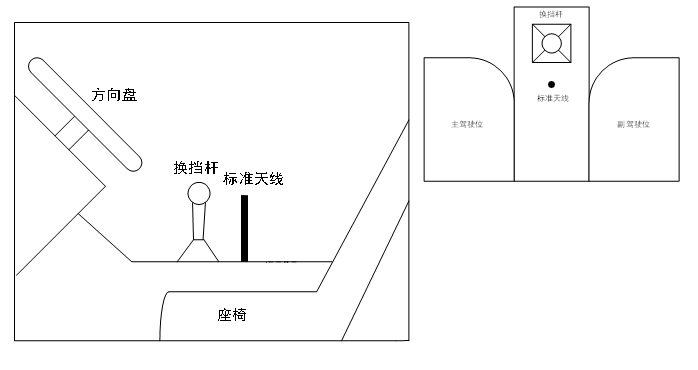 方向盘
换挡杆
标准天线
座椅
换挡杆
标准天线
主驾驶位
副驾驶位